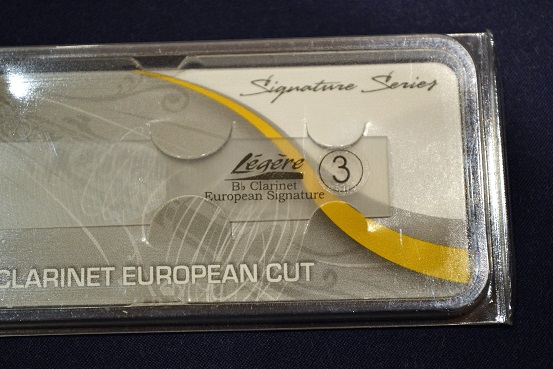 Signature Series
Légère
3
B♭ Clarinet
European Signature
CLARINET EUROPEAN CUT